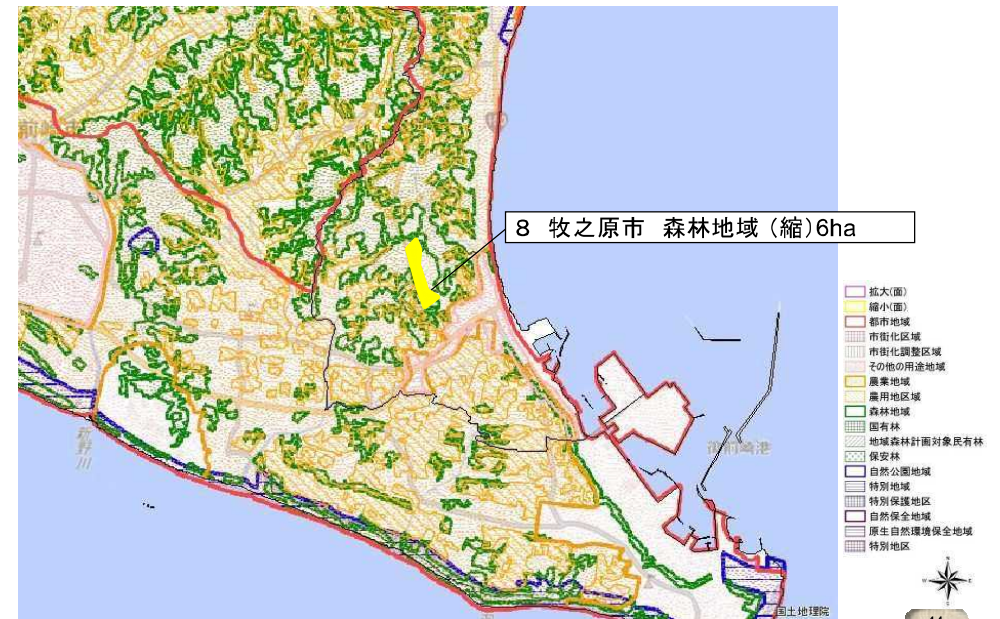 前崎市
8 牧之原市 森林地域 (縮)6ha
御前崎港
国土地理院
拡大(面)
縮小(面)
都市地域
市街化区域
市街化調整区域
その他の用途地域
農業地域
農用地区域
森林地域
国有林
地域森林計画対象民有林
保安林
自然公園地域
特別地域
特別保護地区
自然保全地域
原生自然環境保全地域
特別地区
N
W
E
S